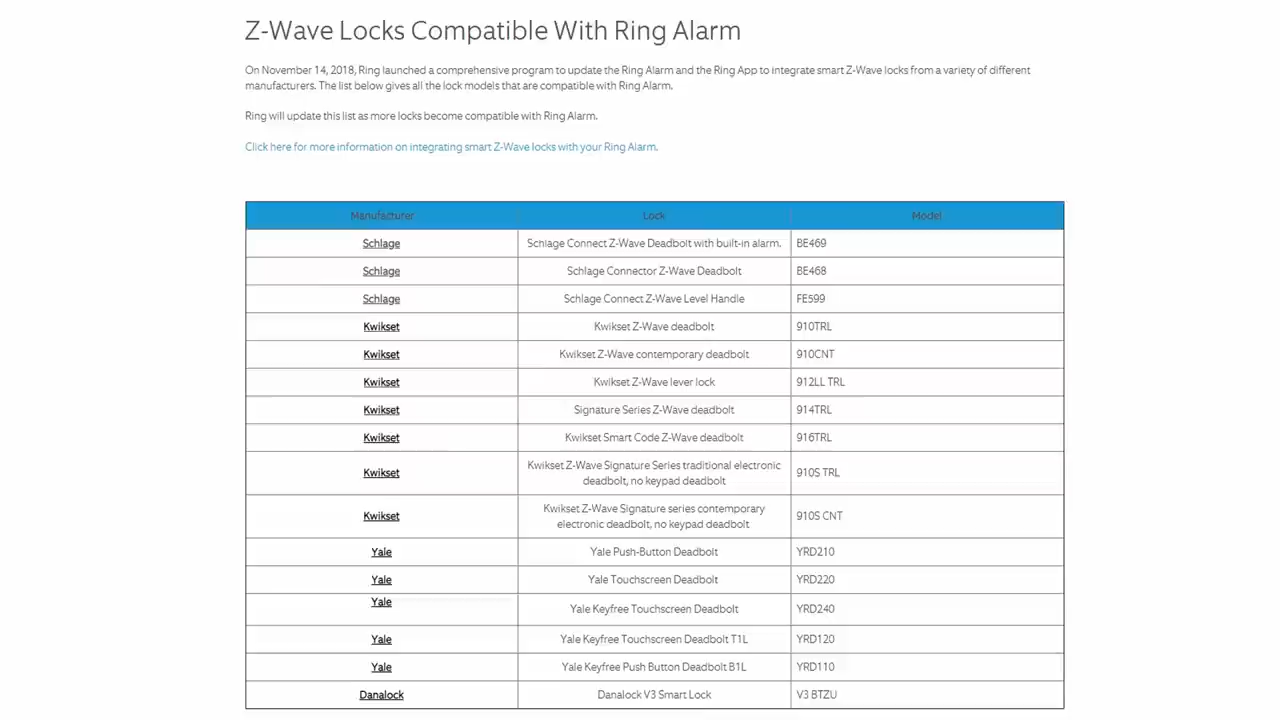 Z-Wave Locks Compatible With Ring Alarm
On November 14, 2018, Ring launched a comprehensive program to update the Ring Alarm and the Ring App to integrate smart Z-Wave locks from a variety of different
manufacturers. The list below gives all the lock models that are compatible with Ring Alarm.
Ring will update this list as more locks become compatible with Ring Alarm.
Click here for more information on integrating smart Z-Wave locks with your Ring Alarm.
Manufacturer Lock Model
Schlage Schlage Connect Z-Wave Deadbolt with built-in alarm. BE469
Schlage Schlage Connector Z-Wave Deadbolt BE468
Schlage Schlage Connect Z-Wave Level Handle FE599
Kwikset Kwikset Z-Wave deadbolt 910TRL
Kwikset Kwikset Z-Wave contemporary deadbolt 910CNT
Kwikset Kwikset Z-Wave lever lock 912LL TRL
Kwikset Signature Series Z-Wave deadbolt 914TRL
Kwikset Kwikset Smart Code Z-Wave deadbolt 916TRL
Kwikset Kwikset Z-Wave Signature Series traditional electronic
deadbolt, no keypad deadbolt 910S TRL
Kwikset Kwikset Z-Wave Signature series contemporary
electronic deadbolt, no keypad deadbolt 910S CNT
Yale Yale Push-Button Deadbolt YRD210
Yale Yale Touchscreen Deadbolt YRD220
Yale Yale Keyfree Touchscreen Deadbolt YRD240
Yale Yale Keyfree Touchscreen Deadbolt T1L YRD120
Yale Yale Keyfree Push Button Deadbolt B1L YRD110
Danalock Danalock V3 Smart Lock V3 BTZU